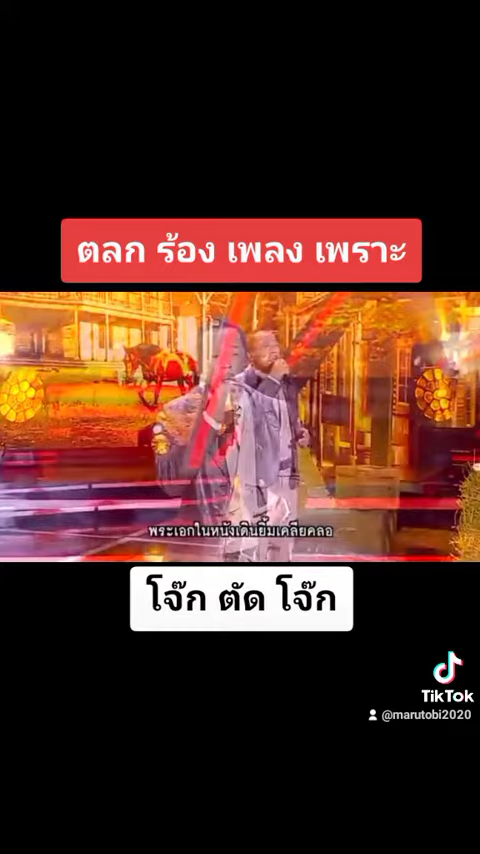 ตลก ร้อง เพลง เพราะ
พระเอกในหนังเดินยิ้มเคลียคลอ
โจ๊ก ตัด โจ๊ก
TikTok
@marutobi2020